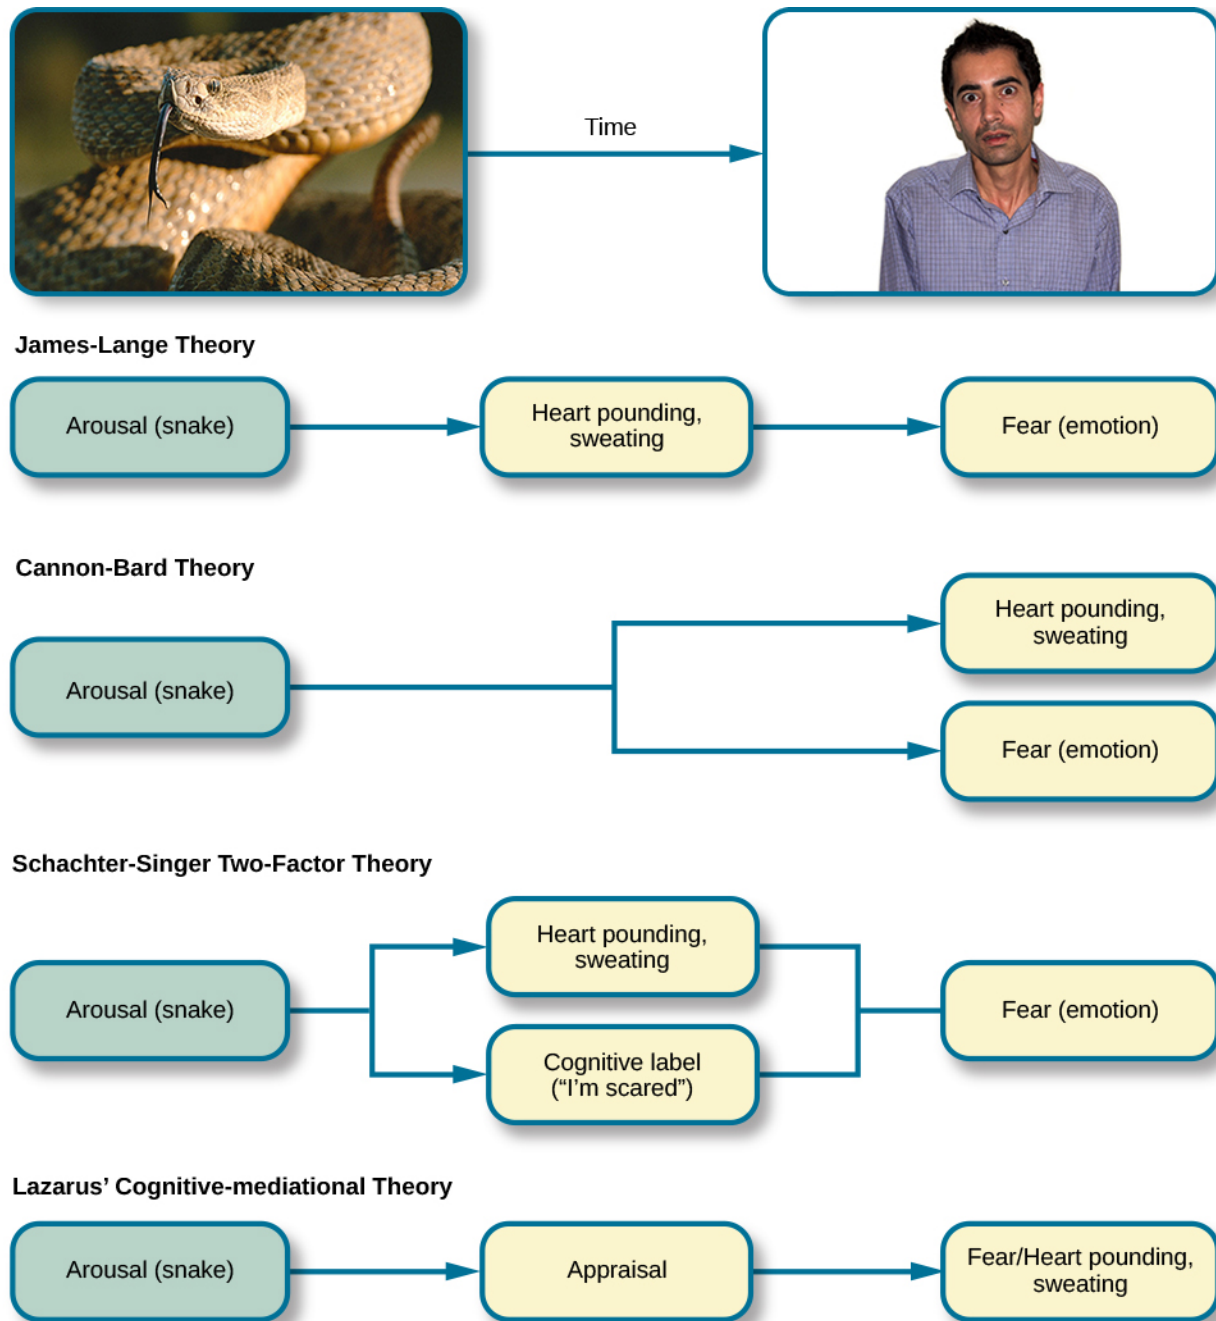 Time
James-Lange Theory
Arousal (snake)
Heart pounding,
sweating
Fear (emotion)
Cannon-Bard Theory
Arousal (snake)
Heart pounding,
sweating
Fear (emotion)
Schachter-Singer Two-Factor Theory
Arousal (snake)
Heart pounding,
sweating
Cognitive label
(“I’m scared”)
Fear (emotion)
Lazarus’ Cognitive-mediational Theory
Arousal (snake)
Appraisal
Fear/Heart pounding,
sweating